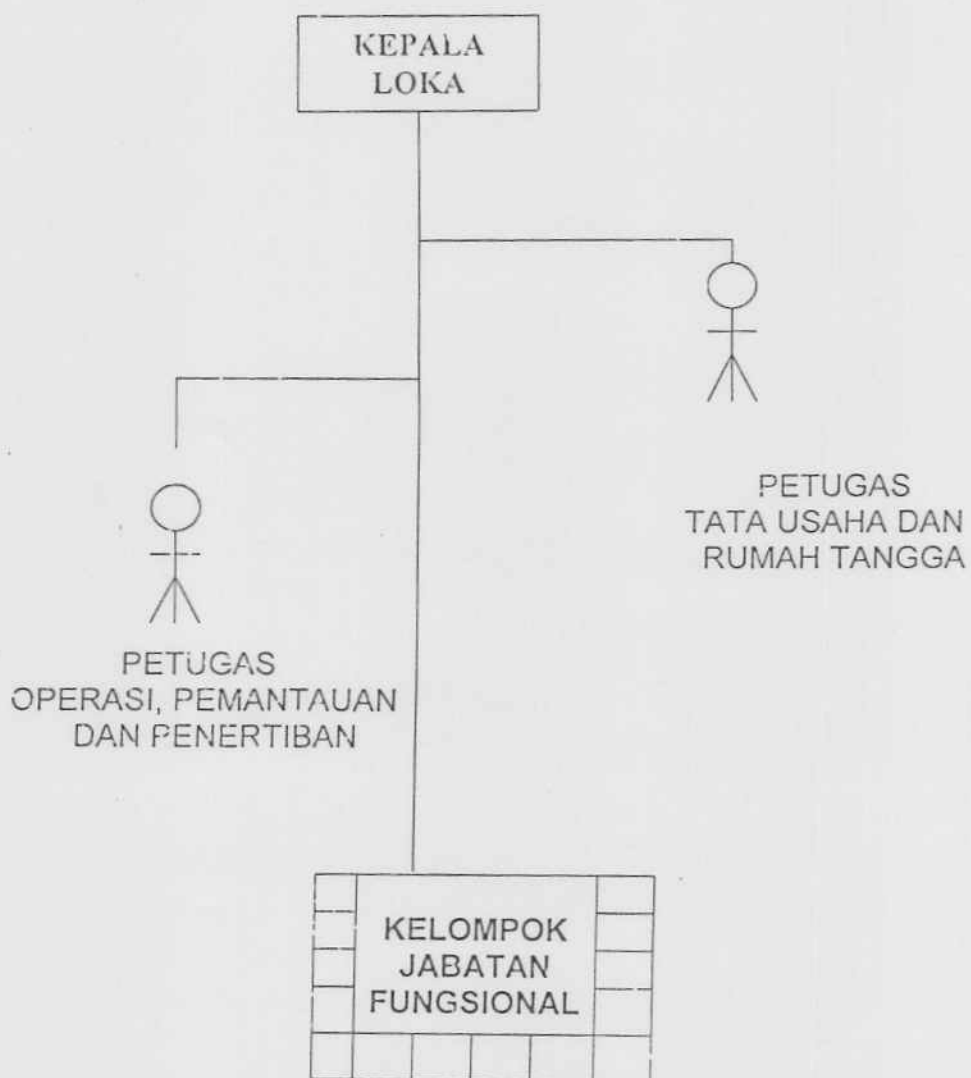 KEPALA
LOKA
PETUGAS
TATA USAHA DAN
RUMAH TANGGA
PETUGAS
OPERASI, PEMANTAUAN
DAN PENERTIBAN
KELOMPOK
JABATAN
FUNGSIONAL